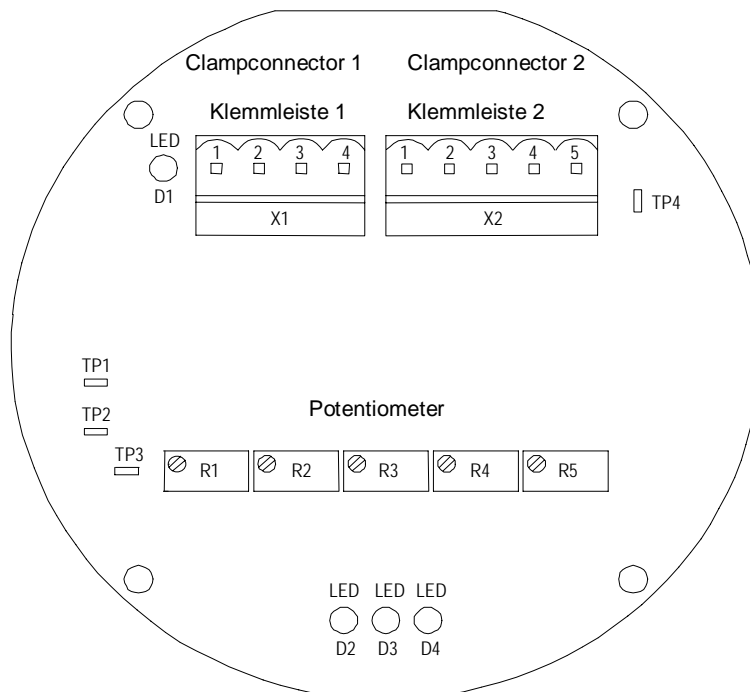 Clampconnector 1 Clampconnector 2
Klemmleiste 1 Klemmleiste 2
LED
1 2 3 4 1 2 3 4 5
D1
TP4
X1 X2
TP1
Potentiometer
TP2
TP3
R1 R2 R3 R4 R5
LED LED LED
D2 D3 D4